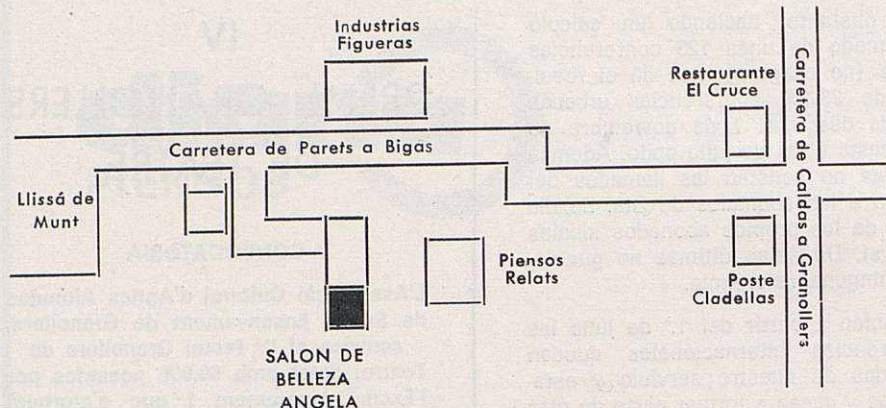 Industrias
Figueras
Restaurante
El Cruce
Carretera de Caldas a Granollers
Carretera de Parets a Bigas
Llissá de
Munt
Piensos
Relats
Poste
Cladellas
SALON DE
BELLEZA
ANGELA